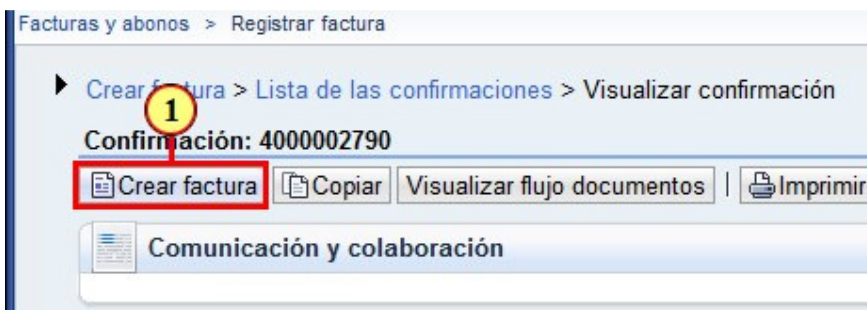 Facturas y abonos > Registrar factura
Crear factura > Lista de las confirmaciones > Visualizar confirmación
1
Confirmación: 4000002790
Crear factura Copiar Visualizar flujo documentos | Imprimir
Comunicación y colaboración